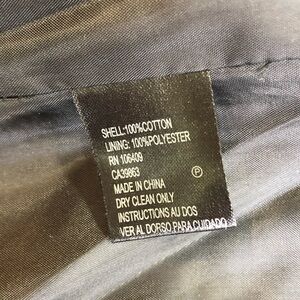 SHELL:100%COTTON
LINING: 100%POLYESTER
RN 106409
CA39863
MADE IN CHINA
DRY CLEAN ONLY
INSTRUCTIONS AU DOS
VER AL DORSO PARA CUIDADO
P